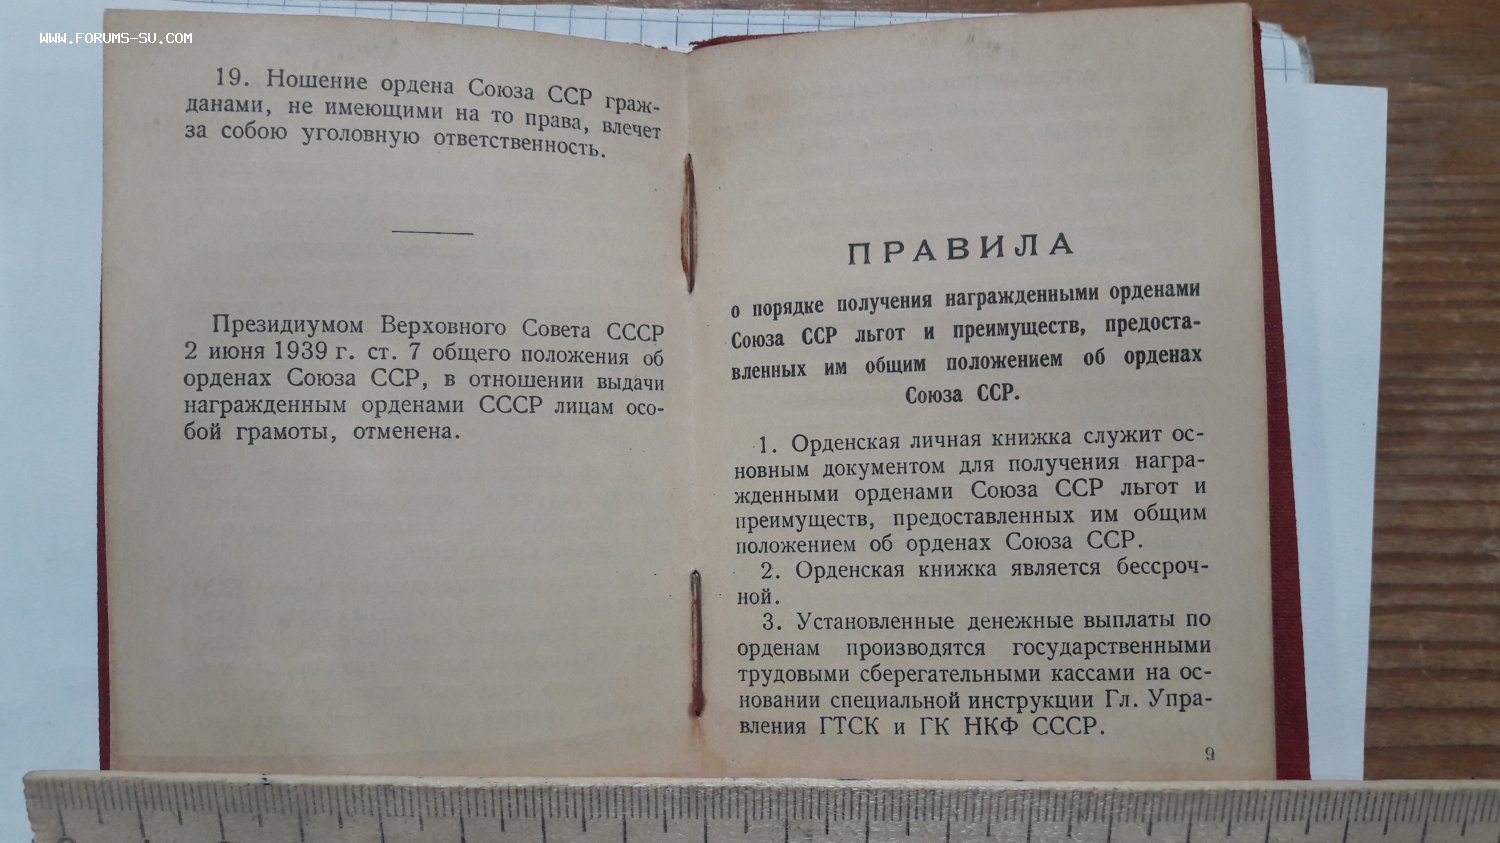 WWW.FORUMS-SU.COM
19. Ношение ордена Союза ССР граж-
данами, не имеющими на то права, влечет
за собою уголовную ответственность.
Президиумом Верховного Совета СССР
2 июня 1939 г. ст. 7 общего положения об
орденах Союза ССР, в отношении выдачи
награжденным орденами СССР лицам осо-
бой грамоты, отменена.
ПРАВИЛА
о порядке получения награжденными орденами
Союза ССР льгот и преимуществ, предоста-
вленных им общим положением об орденах
Союза ССР.
1. Орденская личная книжка служит ос-
новным документом для получения награ-
жденными орденами Союза ССР льгот и
преимуществ, предоставленных им общим
положением об орденах Союза ССР.
2. Орденская книжка является бессроч-
ной.
3. Установленные денежные выплаты по
орденам производятся государственными
трудовыми сберегательными кассами на ос-
новании специальной инструкции Гл. Упра-
вления ГТСК и ГК НКФ СССР.
9